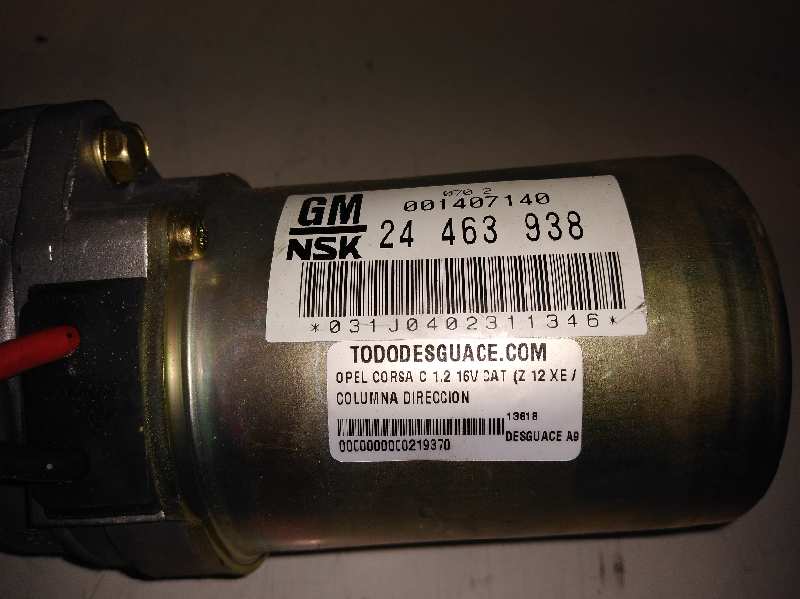 070 2
GM 001407140
NSK 24 463 938
*031J0402311346*
TODODESGUACE.COM
OPEL CORSA C 1.2 16V CAT (Z 12 XE /
COLUMNA DIRECCION
13618
0000000000219370 DESGUACE A9